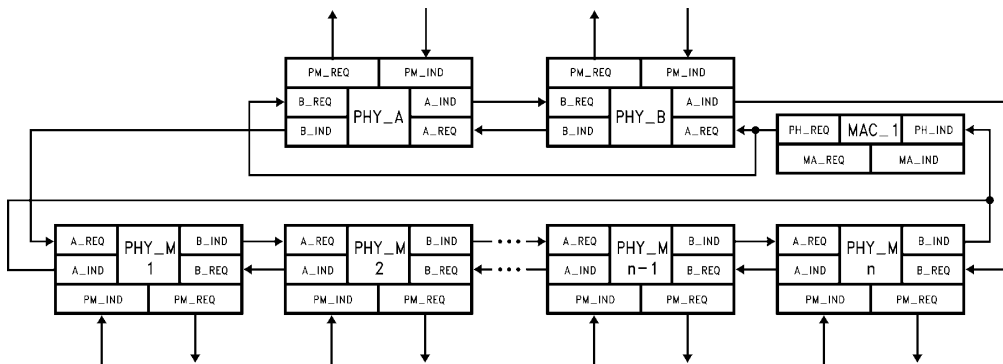 PM_REQ PM_IND
B_REQ PHY_A A_IND
B_IND A_REQ
PM_REQ PM_IND
B_REQ PHY_B A_IND
B_IND A_REQ
PH_REQ MAC_1 PH_IND
MA_REQ MA_IND
A_REQ PHY_M B_IND
A_IND 1 B_REQ
PM_IND PM_REQ
A_REQ PHY_M B_IND
A_IND 2 B_REQ
PM_IND PM_REQ
A_REQ PHY_M B_IND
A_IND n-1 B_REQ
PM_IND PM_REQ
A_REQ PHY_M B_IND
A_IND n B_REQ
PM_IND PM_REQ